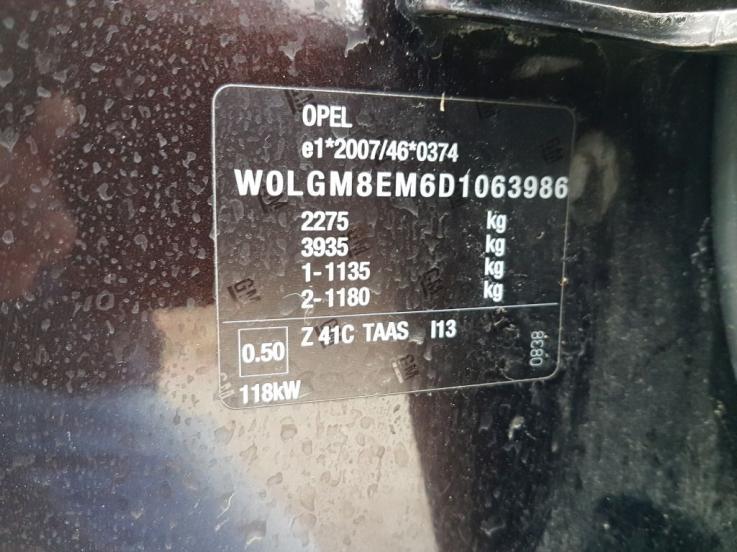 OPEL
e1*2007/46*0374
W0LGM8EM6D1063986
2275 kg
3935 kg
1-1135 kg
2-1180 kg
0.50 Z 41C TAAS I13
118kW
0838